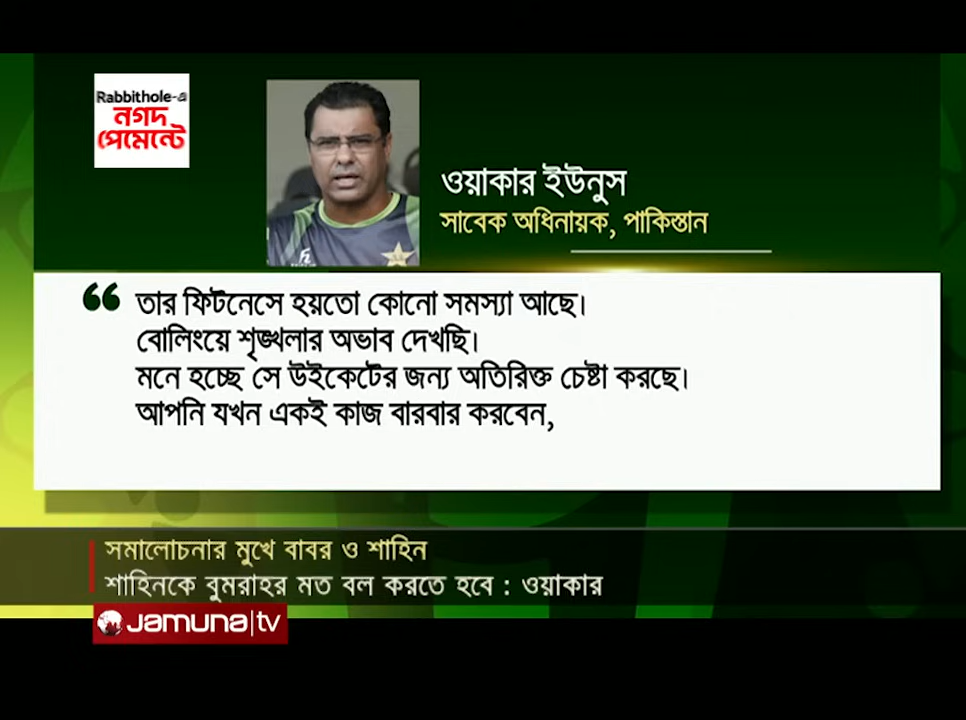 Rabbithole-এ
নগদ
পেমেন্টে
ওয়াকার ইউনুস
সাবেক অধিনায়ক, পাকিস্তান
“ তার ফিটনেসে হয়তো কোনো সমস্যা আছে।
বোলিংয়ে শৃঙ্খলার অভাব দেখছি।
মনে হচ্ছে সে উইকেটের জন্য অতিরিক্ত চেষ্টা করছে।
আপনি যখন একই কাজ বারবার করবেন,
সমালোচনার মুখে বাবর ও শাহিন
শাহিনকে বুমরাহর মত বল করতে হবে : ওয়াকার
Jamuna|tv